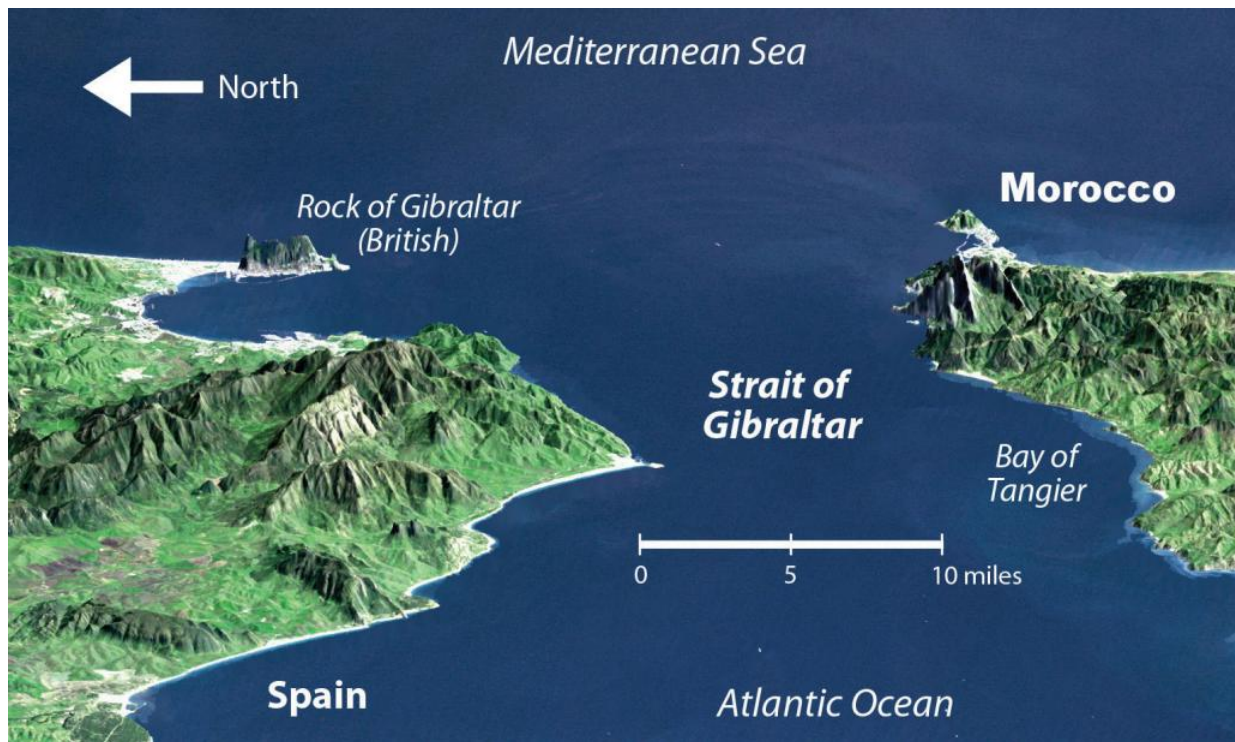 Mediterranean Sea
North
Rock of Gibraltar
(British)
Morocco
Strait of
Gibraltar
Bay of
Tangier
0 5 10 miles
Spain
Atlantic Ocean